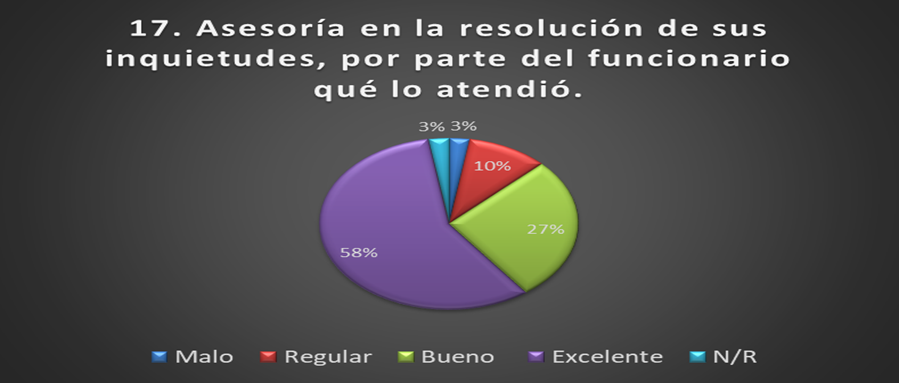 17. Asesoría en la resolución de sus
inquietudes, por parte del funcionario
qué lo atendió.
3% 3%
10%
27%
58%
Malo Regular Bueno Excelente N/R